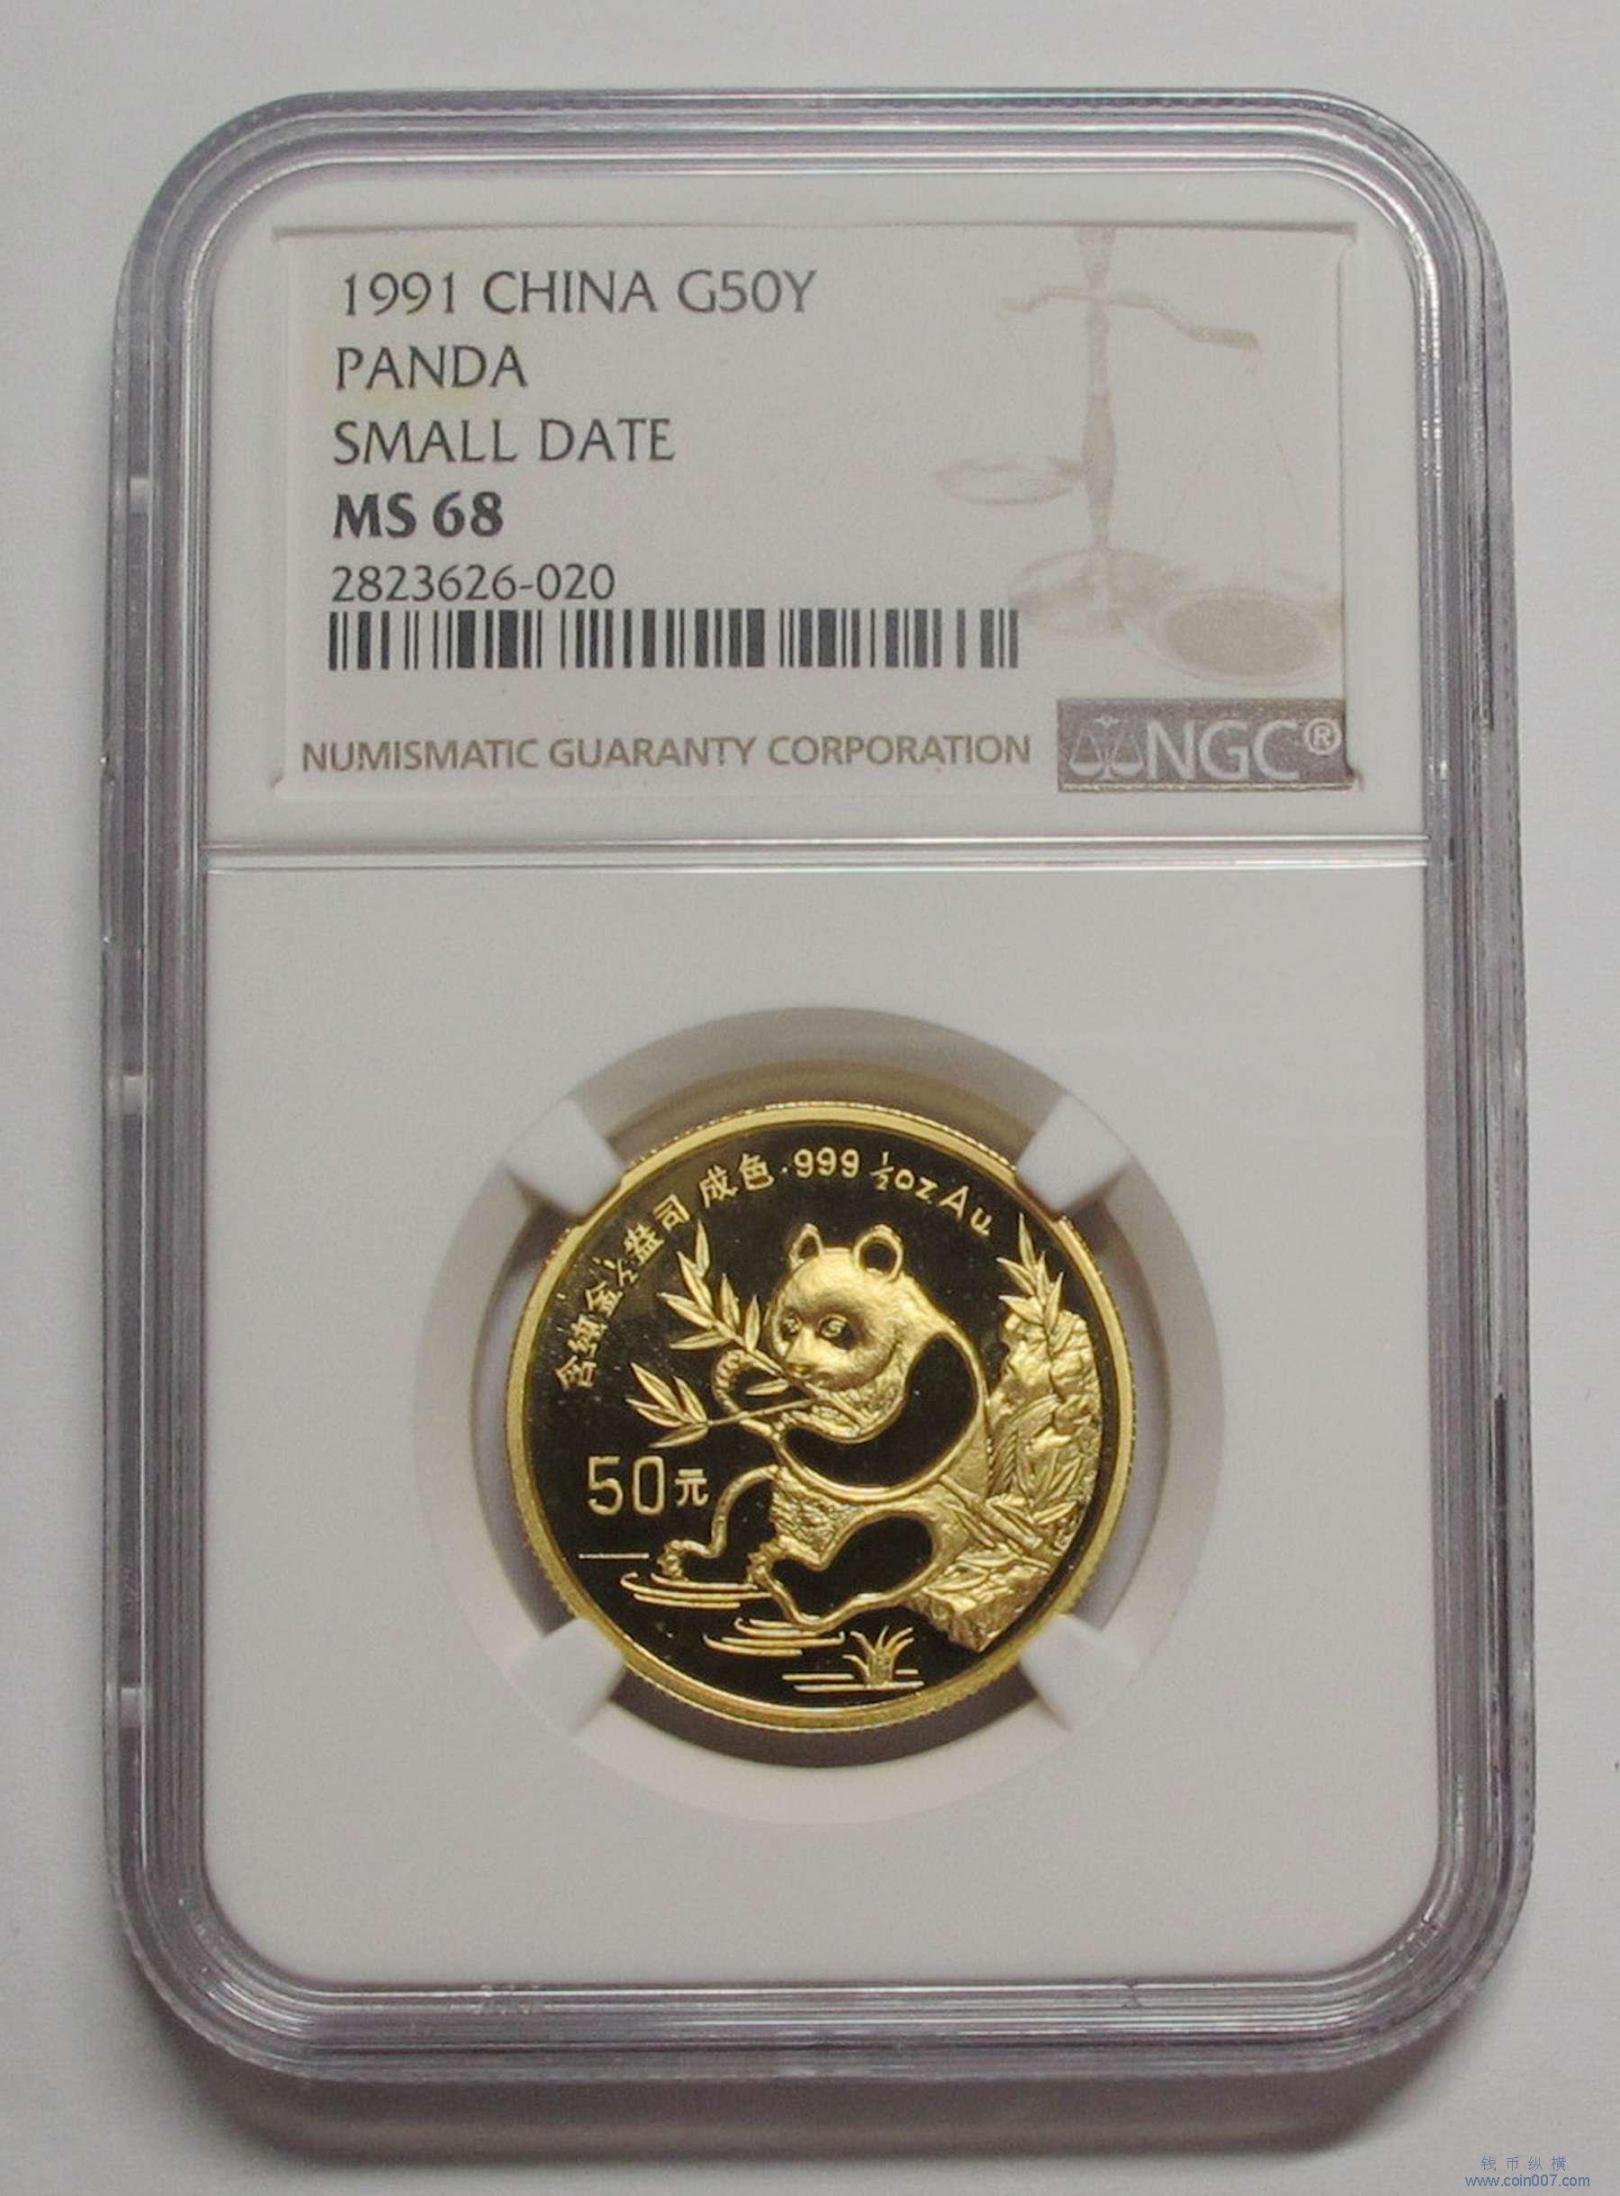 1991 CHINA G50Y
PANDA
SMALL DATE
MS 68
2823626-020
NUMISMATIC GUARANTY CORPORATION
NGC®
含纯金½盎司 成色.999 ½oz Au
50元
钱币纵横
www.coin007.com